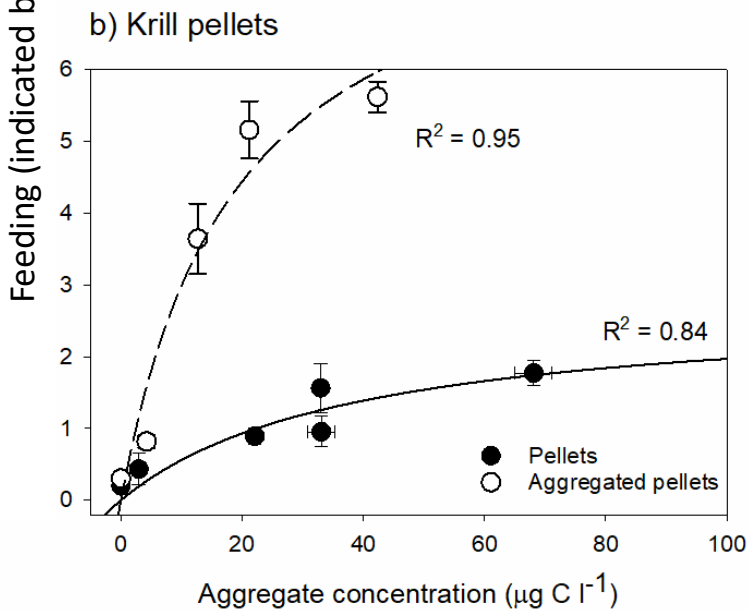 b) Krill pellets
Feeding (indicated b
6
5
4
3
2
1
0
R² = 0.95
R² = 0.84
Pellets
Aggregated pellets
0 20 40 60 80 100
Aggregate concentration (μg C l⁻¹)